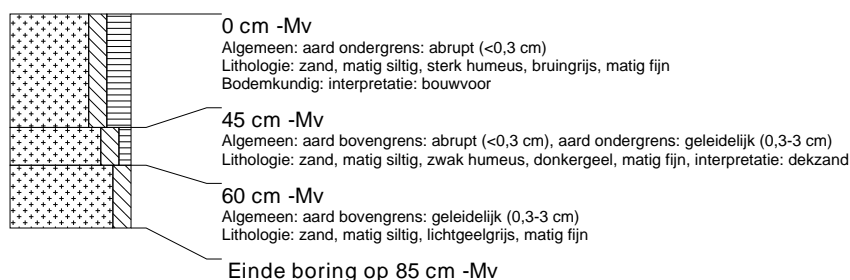 0 cm -Mv
Algemeen: aard ondergrens: abrupt (<0,3 cm)
Lithologie: zand, matig siltig, sterk humeus, bruingrijs, matig fijn
Bodemkundig: interpretatie: bouwvoor
45 cm -Mv
Algemeen: aard bovengrens: abrupt (<0,3 cm), aard ondergrens: geleidelijk (0,3-3 cm)
Lithologie: zand, matig siltig, zwak humeus, donkergeel, matig fijn, interpretatie: dekzand
60 cm -Mv
Algemeen: aard bovengrens: geleidelijk (0,3-3 cm)
Lithologie: zand, matig siltig, lichtgeelgrijs, matig fijn
Einde boring op 85 cm -Mv